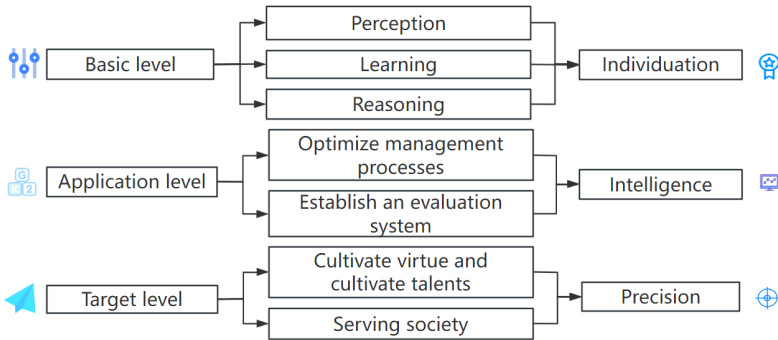 Perception
Basic level
Learning
Individuation
Reasoning
Optimize management
processes
Application level
Intelligence
Establish an evaluation
system
Cultivate virtue and
cultivate talents
Target level
Precision
Serving society
G
2